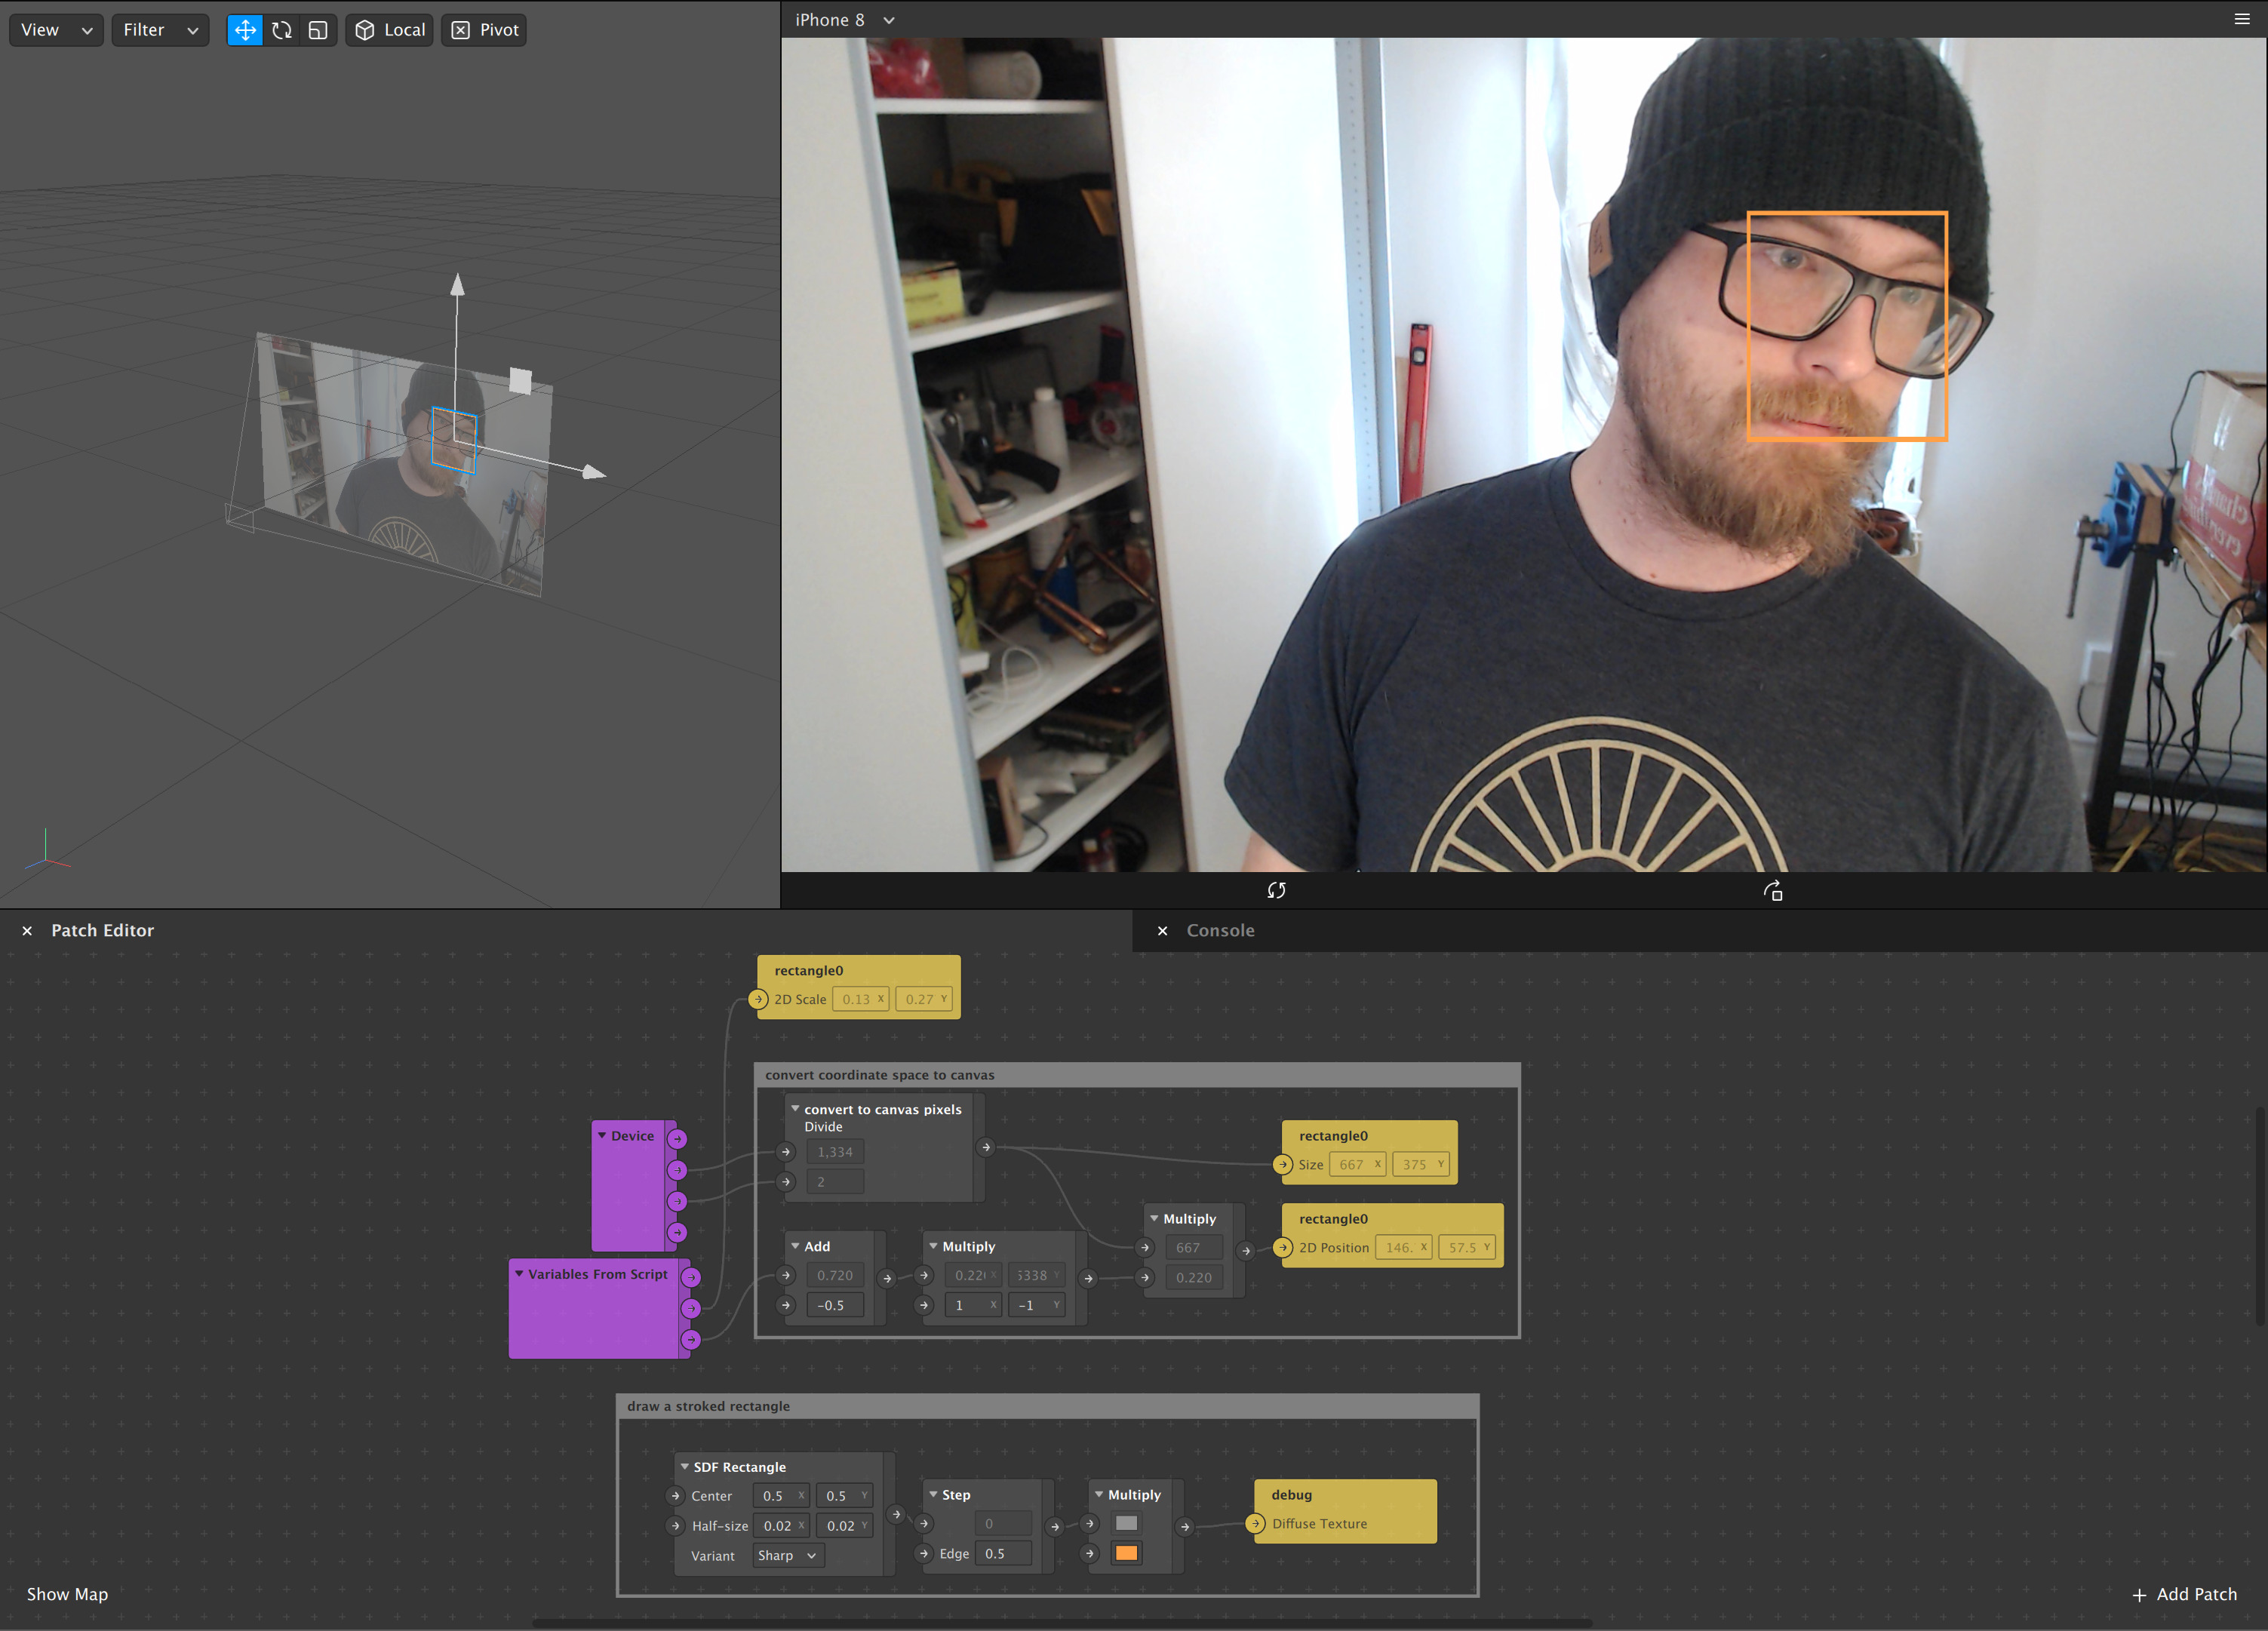 View
Filter
Local
Pivot
iPhone 8
Patch Editor
Console
rectangle0
2D Scale 0.13 X 0.27 Y
convert coordinate space to canvas
convert to canvas pixels
Divide
1,334
2
Device
rectangle0
Size 667 X 375 Y
Multiply
667
0.220
rectangle0
2D Position 146. X 57.5 Y
Add
0.720
-0.5
Multiply
0.22 X 5338 Y
1 X -1 Y
Variables From Script
draw a stroked rectangle
SDF Rectangle
Center 0.5 X 0.5 Y
Half-size 0.02 X 0.02 Y
Variant Sharp
Step
0
Edge 0.5
Multiply
debug
Diffuse Texture
Show Map
+ Add Patch